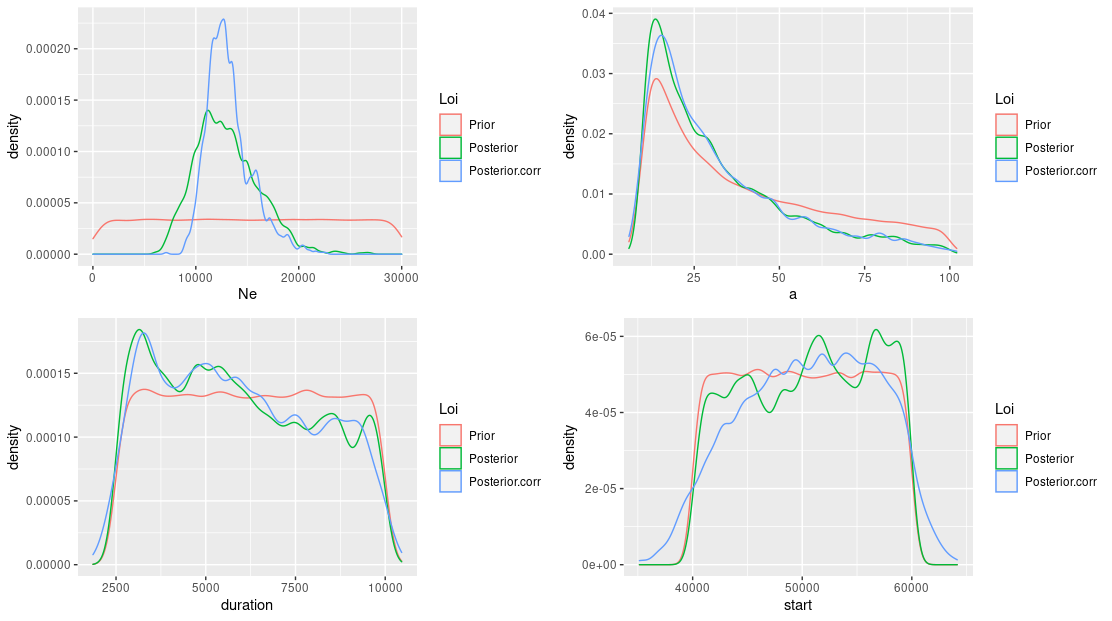 density
0.00020
0.00015
0.00010
0.00005
0.00000
0
10000
20000
30000
Ne
Loi
Prior
Posterior
Posterior.corr
density
0.04
0.03
0.02
0.01
0.00
25
50
75
100
a
Loi
Prior
Posterior
Posterior.corr
density
0.00015
0.00010
0.00005
0.00000
2500
5000
7500
10000
duration
Loi
Prior
Posterior
Posterior.corr
density
6e-05
4e-05
2e-05
0e+00
40000
50000
60000
start
Loi
Prior
Posterior
Posterior.corr